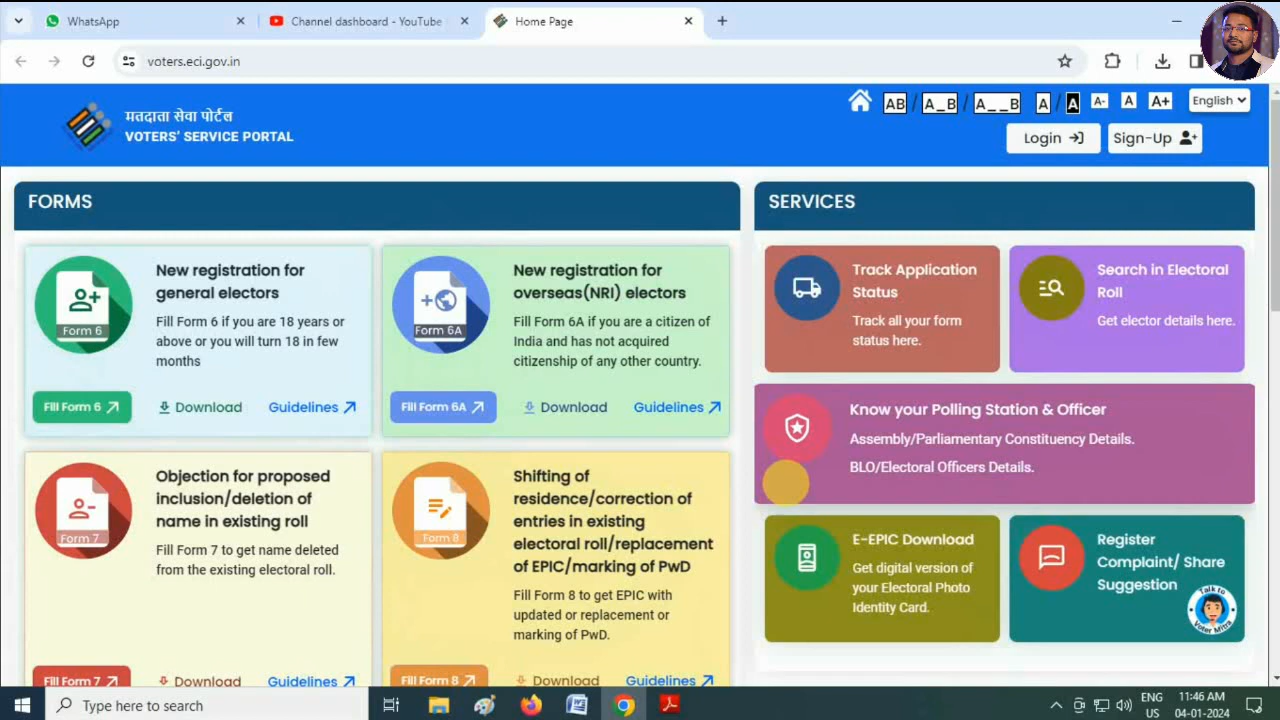 WhatsApp
Channel dashboard - YouTube
Home Page
voters.eci.gov.in
मतदाता सेवा पोर्टल
VOTERS' SERVICE PORTAL
AB / A_B / A__B A / A A- A A+ English
Login Sign-Up
FORMS
New registration for
general electors
Fill Form 6 if you are 18 years or
above or you will turn 18 in few
months
Form 6
Fill Form 6 Download Guidelines
New registration for
overseas(NRI) electors
Fill Form 6A if you are a citizen of
India and has not acquired
citizenship of any other country.
Form 6A
Fill Form 6A Download Guidelines
Objection for proposed
inclusion/deletion of
name in existing roll
Fill Form 7 to get name deleted
from the existing electoral roll.
Form 7
Fill Form 7 Download Guidelines
Shifting of
residence/correction of
entries in existing
electoral roll/replacement
of EPIC/marking of PwD
Fill Form 8 to get EPIC with
updated or replacement or
marking of PwD.
Form 8
Fill Form 8 Download Guidelines
SERVICES
Track Application
Status
Track all your form
status here.
Search in Electoral
Roll
Get elector details here.
Know your Polling Station & Officer
Assembly/Parliamentary Constituency Details.
BLO/Electoral Officers Details.
E-EPIC Download
Get digital version of
your Electoral Photo
Identity Card.
Register
Complaint/ Share
Suggestion
Talk to
Voter Mitra
Type here to search
ENG
US
11:46 AM
04-01-2024